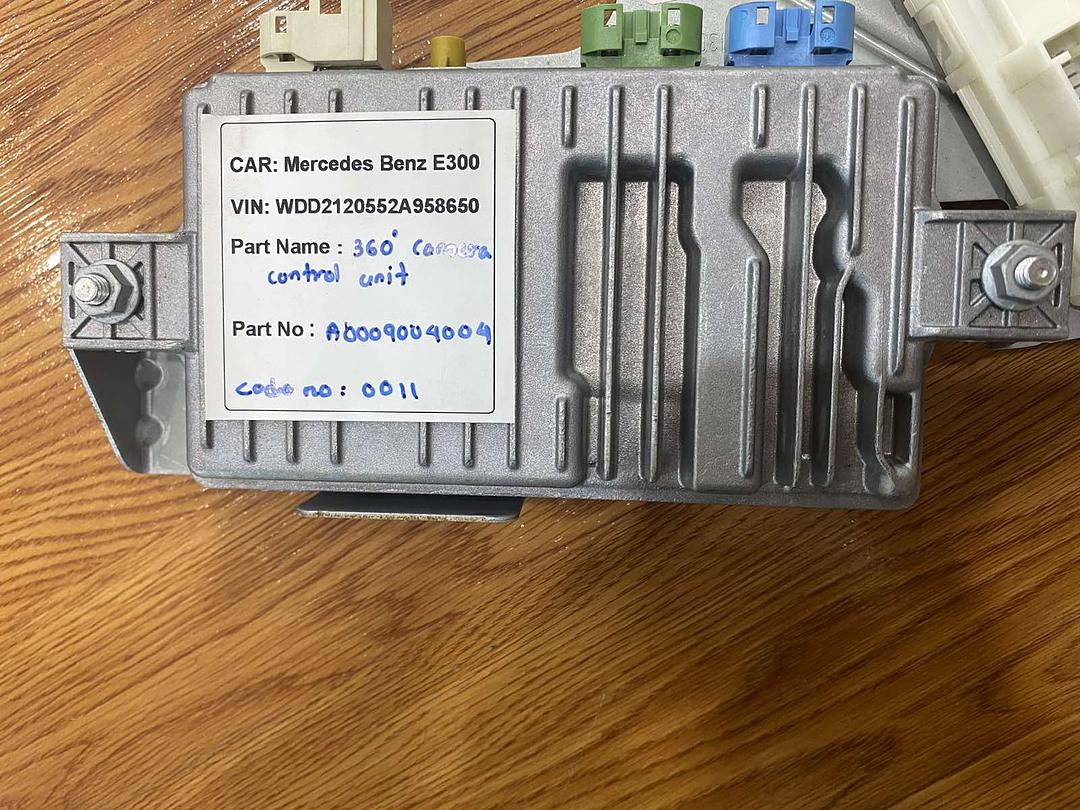 CAR: Mercedes Benz E300
VIN: WDD2120552A958650
Part Name : 360° Camera
control unit
Part No : A0009004004
Code no: 0011